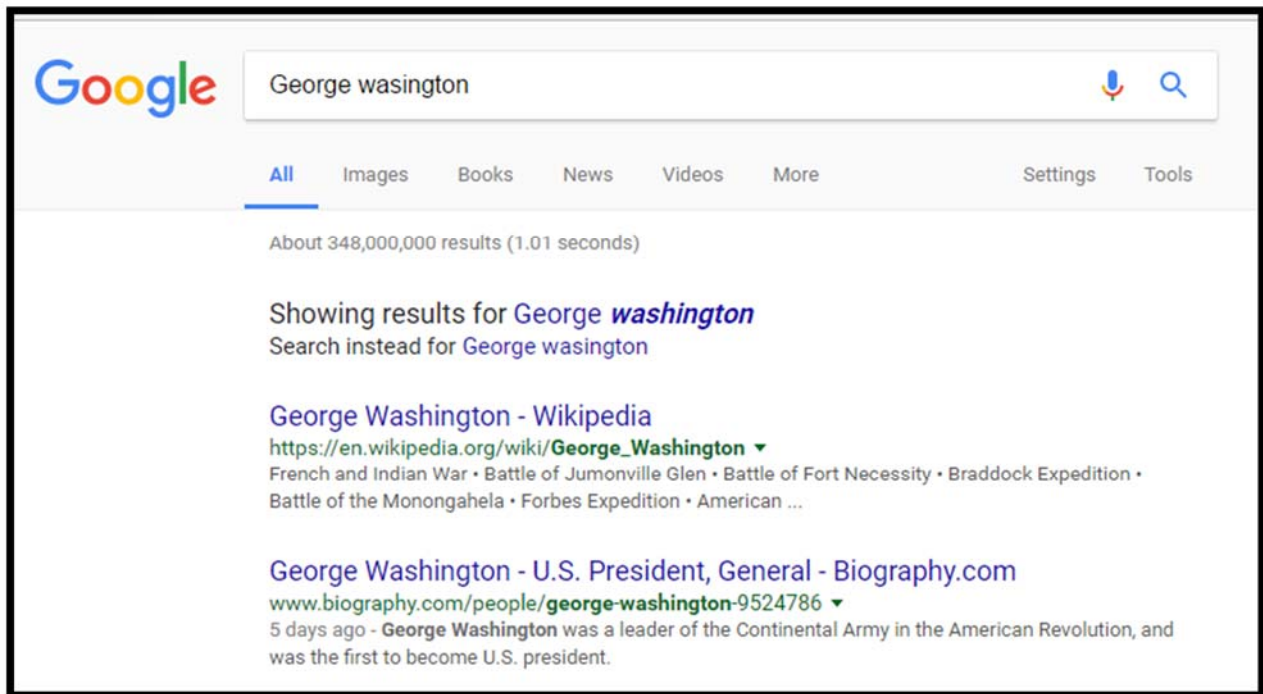 Google George wasington
All Images Books News Videos More Settings Tools
About 348,000,000 results (1.01 seconds)
Showing results for George washington
Search instead for George wasington
George Washington - Wikipedia
https://en.wikipedia.org/wiki/George_Washington ▼
French and Indian War • Battle of Jumonville Glen • Battle of Fort Necessity • Braddock Expedition •
Battle of the Monongahela • Forbes Expedition • American ...
George Washington - U.S. President, General - Biography.com
www.biography.com/people/george-washington-9524786 ▼
5 days ago - George Washington was a leader of the Continental Army in the American Revolution, and
was the first to become U.S. president.